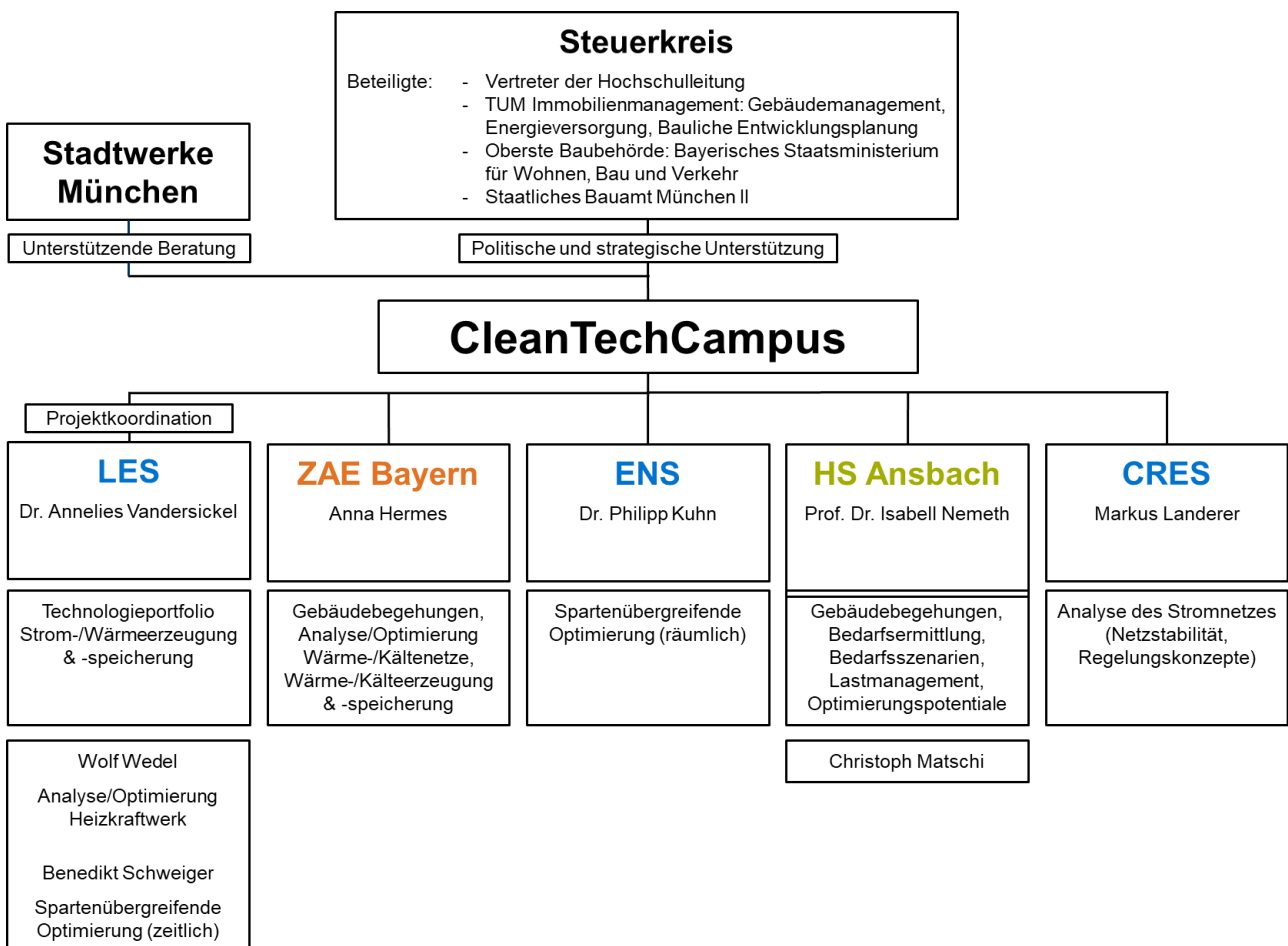 Steuerkreis
Beteiligte: - Vertreter der Hochschulleitung
- TUM Immobilienmanagement: Gebäudemanagement,
Energieversorgung, Bauliche Entwicklungsplanung
- Oberste Baubehörde: Bayerisches Staatsministerium
für Wohnen, Bau und Verkehr
- Staatliches Bauamt München II
Stadtwerke
München
Unterstützende Beratung
Politische und strategische Unterstützung
CleanTechCampus
Projektkoordination
LES
Dr. Annelies Vandersickel
Technologieportfolio
Strom-/Wärmeerzeugung
& -speicherung
Wolf Wedel
Analyse/Optimierung
Heizkraftwerk
Benedikt Schweiger
Spartenübergreifende
Optimierung (zeitlich)
ZAE Bayern
Anna Hermes
Gebäudebegehungen,
Analyse/Optimierung
Wärme-/Kältenetze,
Wärme-/Kälteerzeugung
& -speicherung
ENS
Dr. Philipp Kuhn
Spartenübergreifende
Optimierung (räumlich)
HS Ansbach
Prof. Dr. Isabell Nemeth
Gebäudebegehungen,
Bedarfsermittlung,
Bedarfsszenarien,
Lastmanagement,
Optimierungspotentiale
Christoph Matschi
CRES
Markus Landerer
Analyse des Stromnetzes
(Netzstabilität,
Regelungskonzepte)